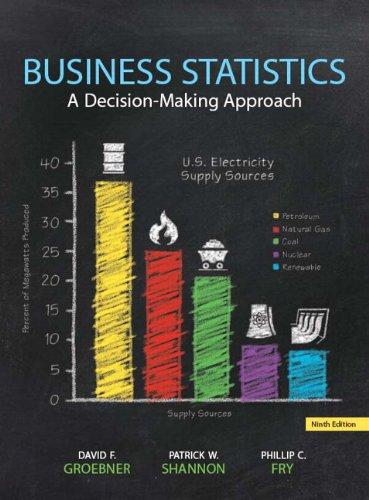 BUSINESS STATISTICS
A Decision-Making Approach
U.S. Electricity
Supply Sources
Percent of Megawatts Produced
40
35
30
25
20
15
10
5
0
Petroleum
Natural Gas
Coal
Nuclear
Renewable
Supply Sources
Ninth Edition
DAVID F.
GROEBNER
PATRICK W.
SHANNON
PHILLIP C.
FRY